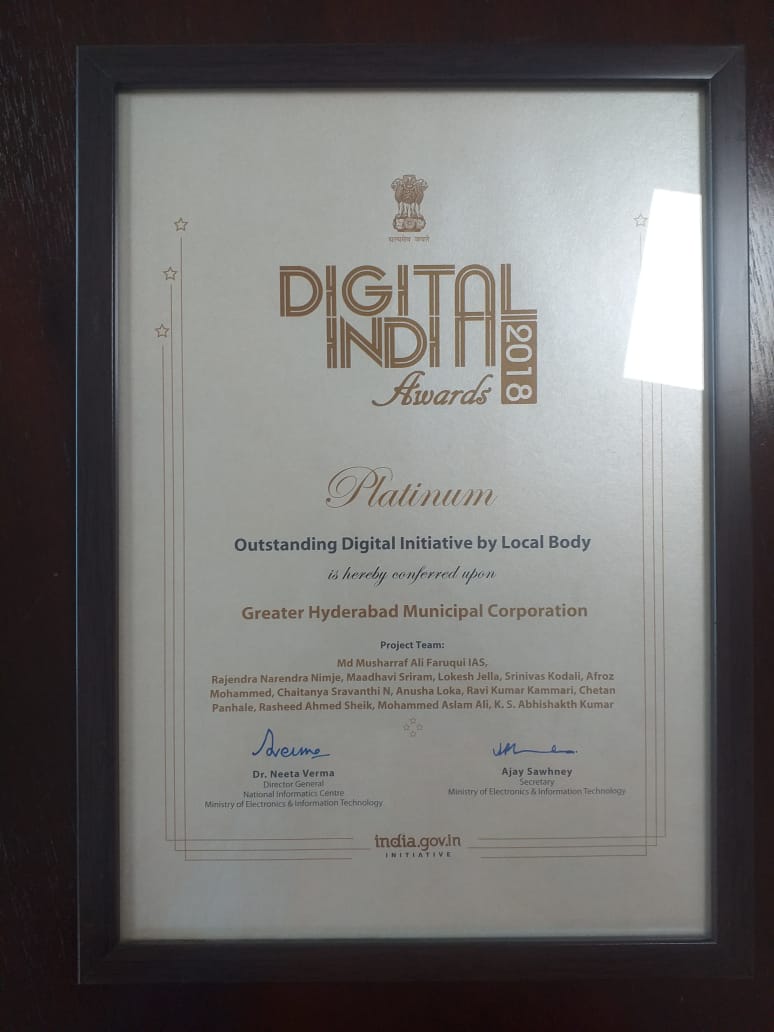 सत्यमेव जयते
DIGITAL
INDIA
2018
Awards
Platinum
Outstanding Digital Initiative by Local Body
is hereby conferred upon
Greater Hyderabad Municipal Corporation
Project Team:
Md Musharraf Ali Faruqui IAS,
Rajendra Narendra Nimje, Maadhavi Sriram, Lokesh Jella, Srinivas Kodali, Afroz
Mohammed, Chaitanya Sravanthi N, Anusha Loka, Ravi Kumar Kammari, Chetan
Panhale, Rasheed Ahmed Sheik, Mohammed Aslam Ali, K. S. Abhishakth Kumar
Dr. Neeta Verma
Director General
National Informatics Centre
Ministry of Electronics & Information Technology
Ajay Sawhney
Secretary
Ministry of Electronics & Information Technology
india.gov.in
INITIATIVE